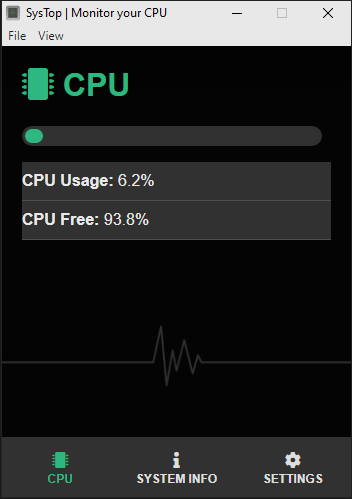 SysTop | Monitor your CPU
File View
CPU
CPU Usage: 6.2%
CPU Free: 93.8%
CPU SYSTEM INFO SETTINGS